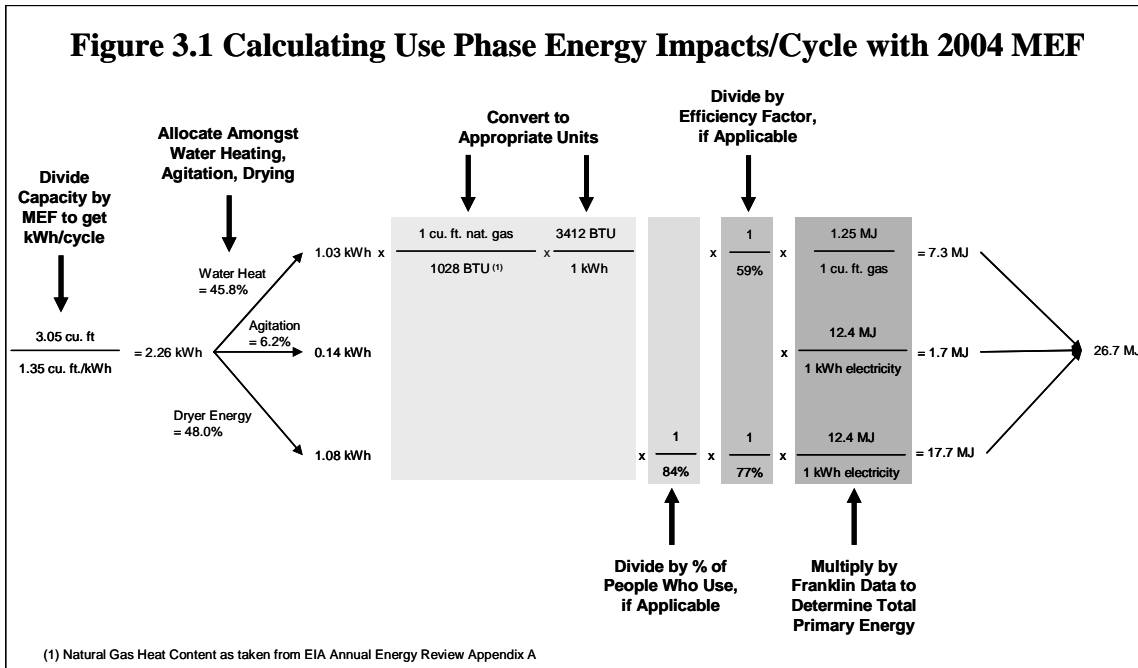 Figure 3.1 Calculating Use Phase Energy Impacts/Cycle with 2004 MEF
Divide
Capacity by
MEF to get
kWh/cycle
Allocate Amongst
Water Heating,
Agitation, Drying
Convert to
Appropriate Units
Divide by
Efficiency Factor,
if Applicable
3.05 cu. ft
1.35 cu. ft./kWh
= 2.26 kWh
Water Heat
= 45.8%
1.03 kWh x
1 cu. ft. nat. gas
1028 BTU (1)
x
3412 BTU
1 kWh
x
1
59%
x
1.25 MJ
1 cu. ft. gas
= 7.3 MJ
Agitation
= 6.2%
0.14 kWh
x
12.4 MJ
1 kWh electricity
= 1.7 MJ
26.7 MJ
Dryer Energy
= 48.0%
1.08 kWh
x
1
84%
x
1
77%
x
12.4 MJ
1 kWh electricity
= 17.7 MJ
Divide by % of
People Who Use,
if Applicable
Multiply by
Franklin Data to
Determine Total
Primary Energy
(1) Natural Gas Heat Content as taken from EIA Annual Energy Review Appendix A